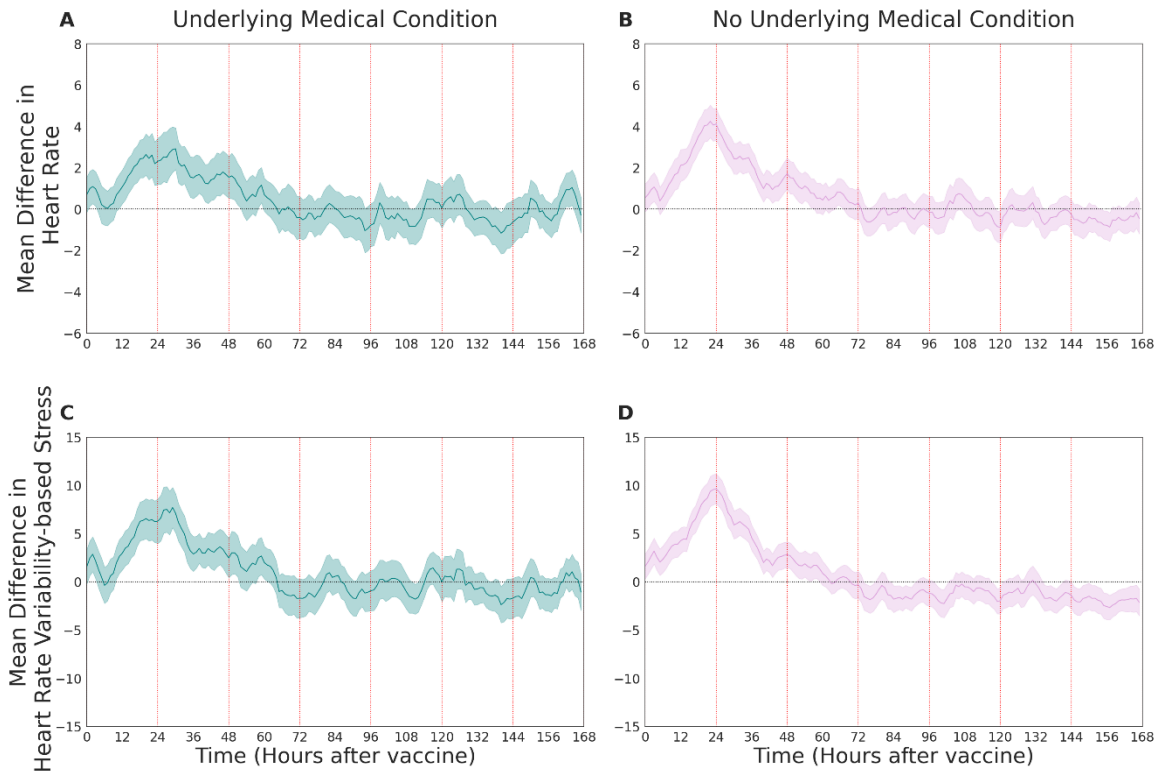 A Underlying Medical Condition
B No Underlying Medical Condition
Mean Difference in
Heart Rate
8
6
4
2
0
−2
−4
−6
0 12 24 36 48 60 72 84 96 108 120 132 144 156 168
8
6
4
2
0
−2
−4
−6
0 12 24 36 48 60 72 84 96 108 120 132 144 156 168
C
D
Mean Difference in
Heart Rate Variability-based Stress
15
10
5
0
−5
−10
−15
0 12 24 36 48 60 72 84 96 108 120 132 144 156 168
Time (Hours after vaccine)
15
10
5
0
−5
−10
−15
0 12 24 36 48 60 72 84 96 108 120 132 144 156 168
Time (Hours after vaccine)